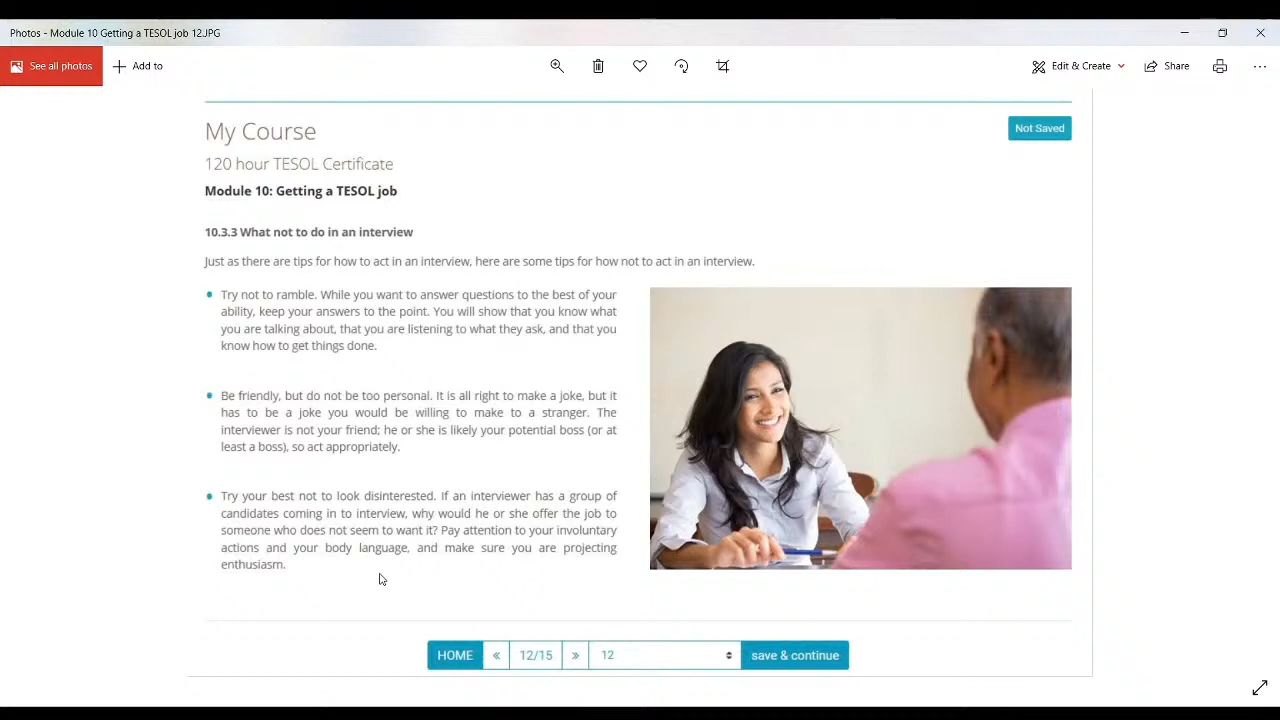 Photos - Module 10 Getting a TESOL job 12.JPG
See all photos
Add to
Edit & Create
Share
My Course
Not Saved
120 hour TESOL Certificate
Module 10: Getting a TESOL job
10.3.3 What not to do in an interview
Just as there are tips for how to act in an interview, here are some tips for how not to act in an interview.
Try not to ramble. While you want to answer questions to the best of your
ability, keep your answers to the point. You will show that you know what
you are talking about, that you are listening to what they ask, and that you
know how to get things done.
Be friendly, but do not be too personal. It is all right to make a joke, but it
has to be a joke you would be willing to make to a stranger. The
interviewer is not your friend; he or she is likely your potential boss (or at
least a boss), so act appropriately.
Try your best not to look disinterested. If an interviewer has a group of
candidates coming in to interview, why would he or she offer the job to
someone who does not seem to want it? Pay attention to your involuntary
actions and your body language, and make sure you are projecting
enthusiasm.
HOME « 12/15 » 12 save & continue